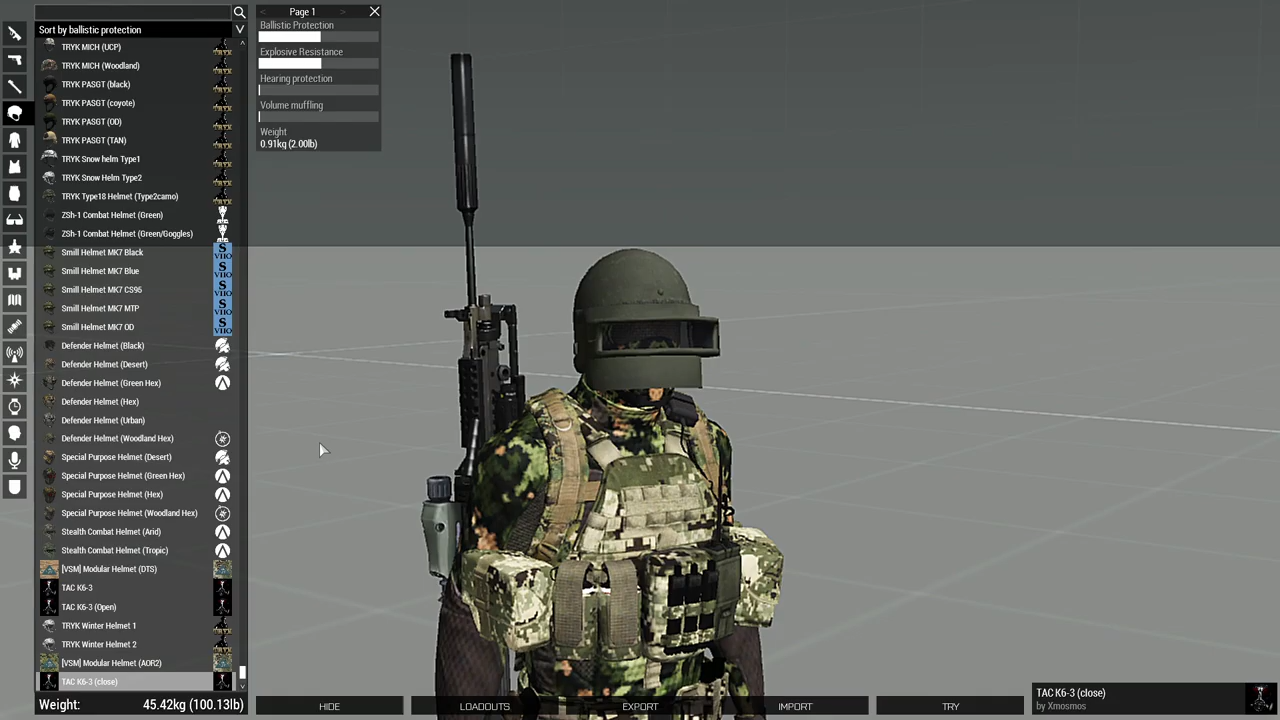 Sort by ballistic protection
TRYK MICH (UCP)
TRYK MICH (Woodland)
TRYK PASGT (black)
TRYK PASGT (coyote)
TRYK PASGT (OD)
TRYK PASGT (TAN)
TRYK Snow helm Type1
TRYK Snow Helm Type2
TRYK Type18 Helmet (Type2camo)
ZSh-1 Combat Helmet (Green)
ZSh-1 Combat Helmet (Green/Goggles)
Smill Helmet MK7 Black
Smill Helmet MK7 Blue
Smill Helmet MK7 CS95
Smill Helmet MK7 MTP
Smill Helmet MK7 OD
Defender Helmet (Black)
Defender Helmet (Desert)
Defender Helmet (Green Hex)
Defender Helmet (Hex)
Defender Helmet (Urban)
Defender Helmet (Woodland Hex)
Special Purpose Helmet (Desert)
Special Purpose Helmet (Green Hex)
Special Purpose Helmet (Hex)
Special Purpose Helmet (Woodland Hex)
Stealth Combat Helmet (Arid)
Stealth Combat Helmet (Tropic)
[VSM] Modular Helmet (DTS)
TAC K6-3
TAC K6-3 (Open)
TRYK Winter Helmet 1
TRYK Winter Helmet 2
[VSM] Modular Helmet (AOR2)
TAC K6-3 (close)
Weight: 45.42kg (100.13lb)
< Page 1 >
Ballistic Protection
Explosive Resistance
Hearing protection
Volume muffling
Weight
0.91kg (2.00lb)
HIDE
LOADOUTS
EXPORT
IMPORT
TRY
TAC K6-3 (close)
by Xmosmos